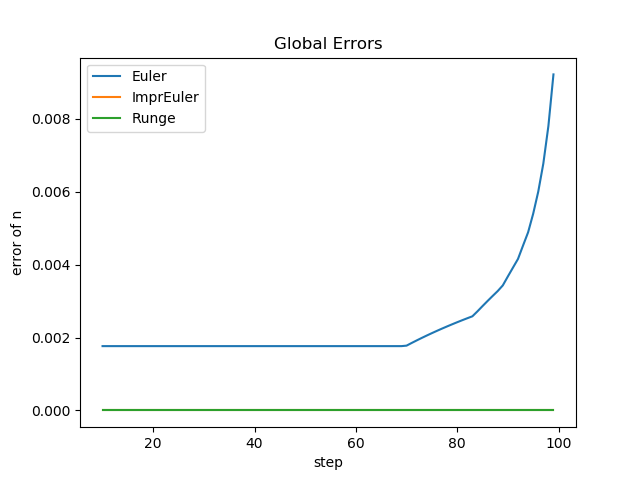 Global Errors
Euler
ImprEuler
Runge
0.008
0.006
0.004
0.002
0.000
error of n
20 40 60 80 100
step